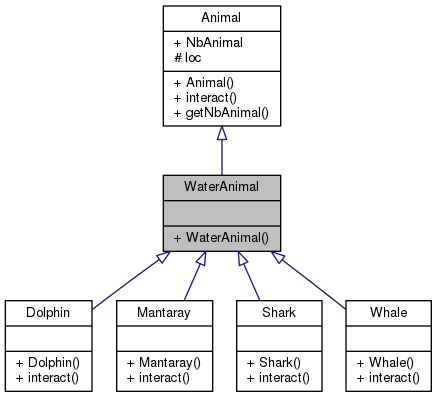 Animal
+ NbAnimal
# loc
+ Animal()
+ interact()
+ getNbAnimal()
WaterAnimal
+ WaterAnimal()
Dolphin
+ Dolphin()
+ interact()
Mantaray
+ Mantaray()
+ interact()
Shark
+ Shark()
+ interact()
Whale
+ Whale()
+ interact()